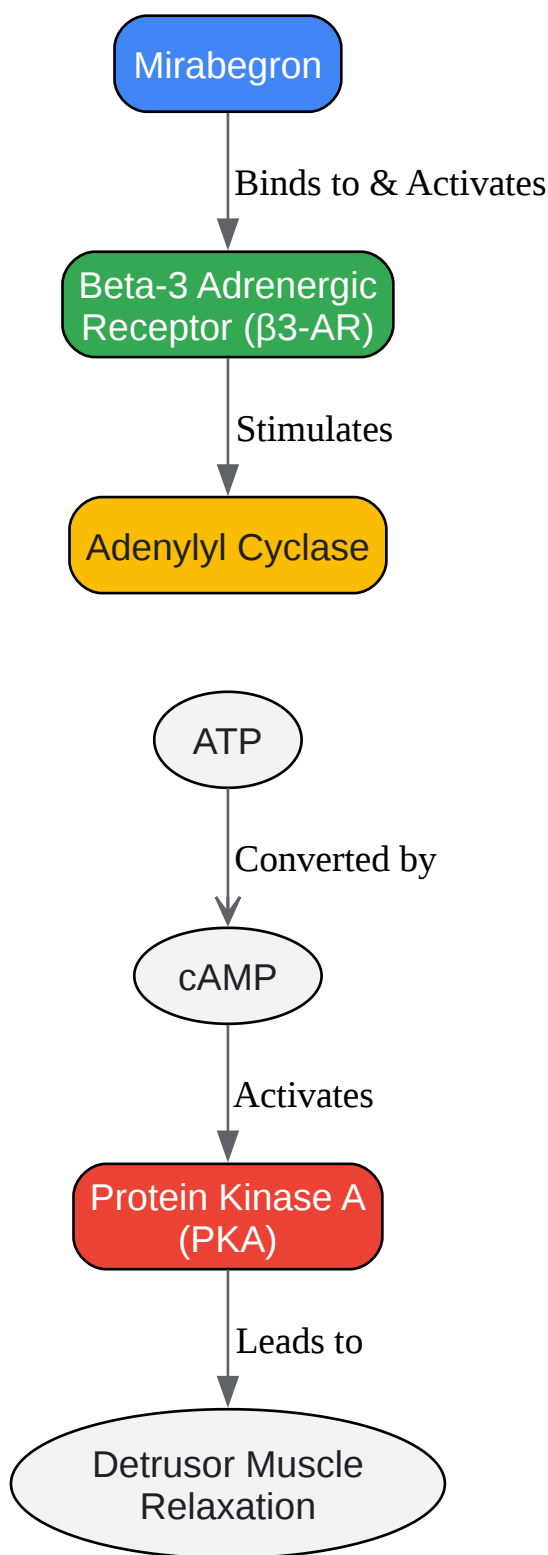 Mirabegron
Binds to & Activates
Beta-3 Adrenergic
Receptor (β3-AR)
Stimulates
Adenylyl Cyclase
ATP
Converted by
cAMP
Activates
Protein Kinase A
(PKA)
Leads to
Detrusor Muscle
Relaxation